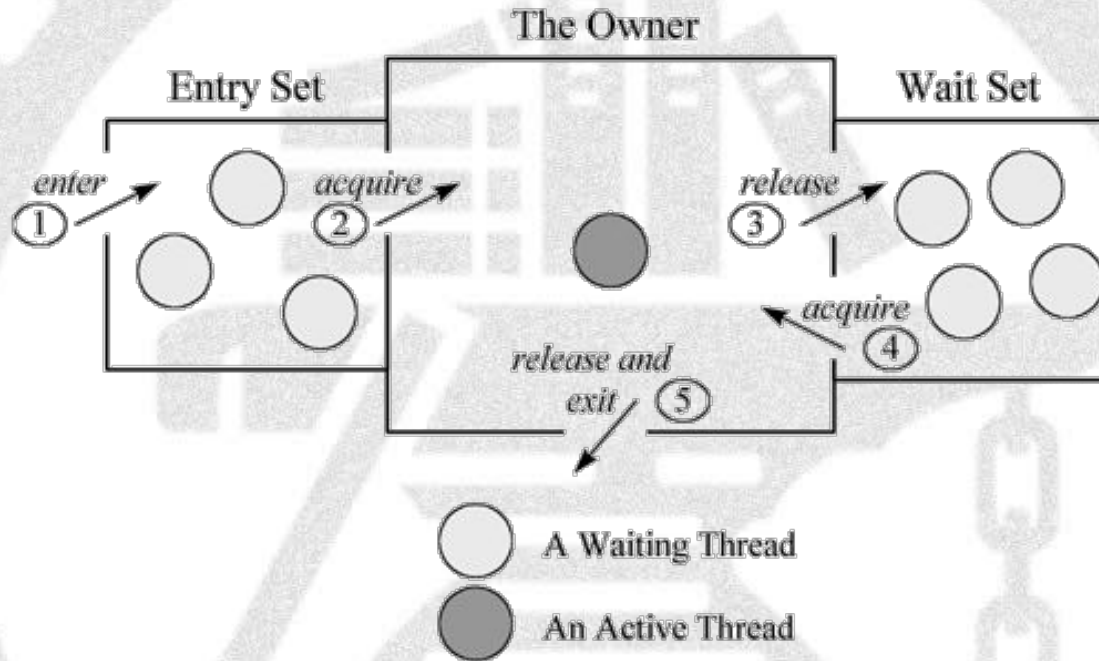 The Owner
Entry Set
Wait Set
enter
1
acquire
2
release
3
acquire
4
release and
exit
5
A Waiting Thread
An Active Thread